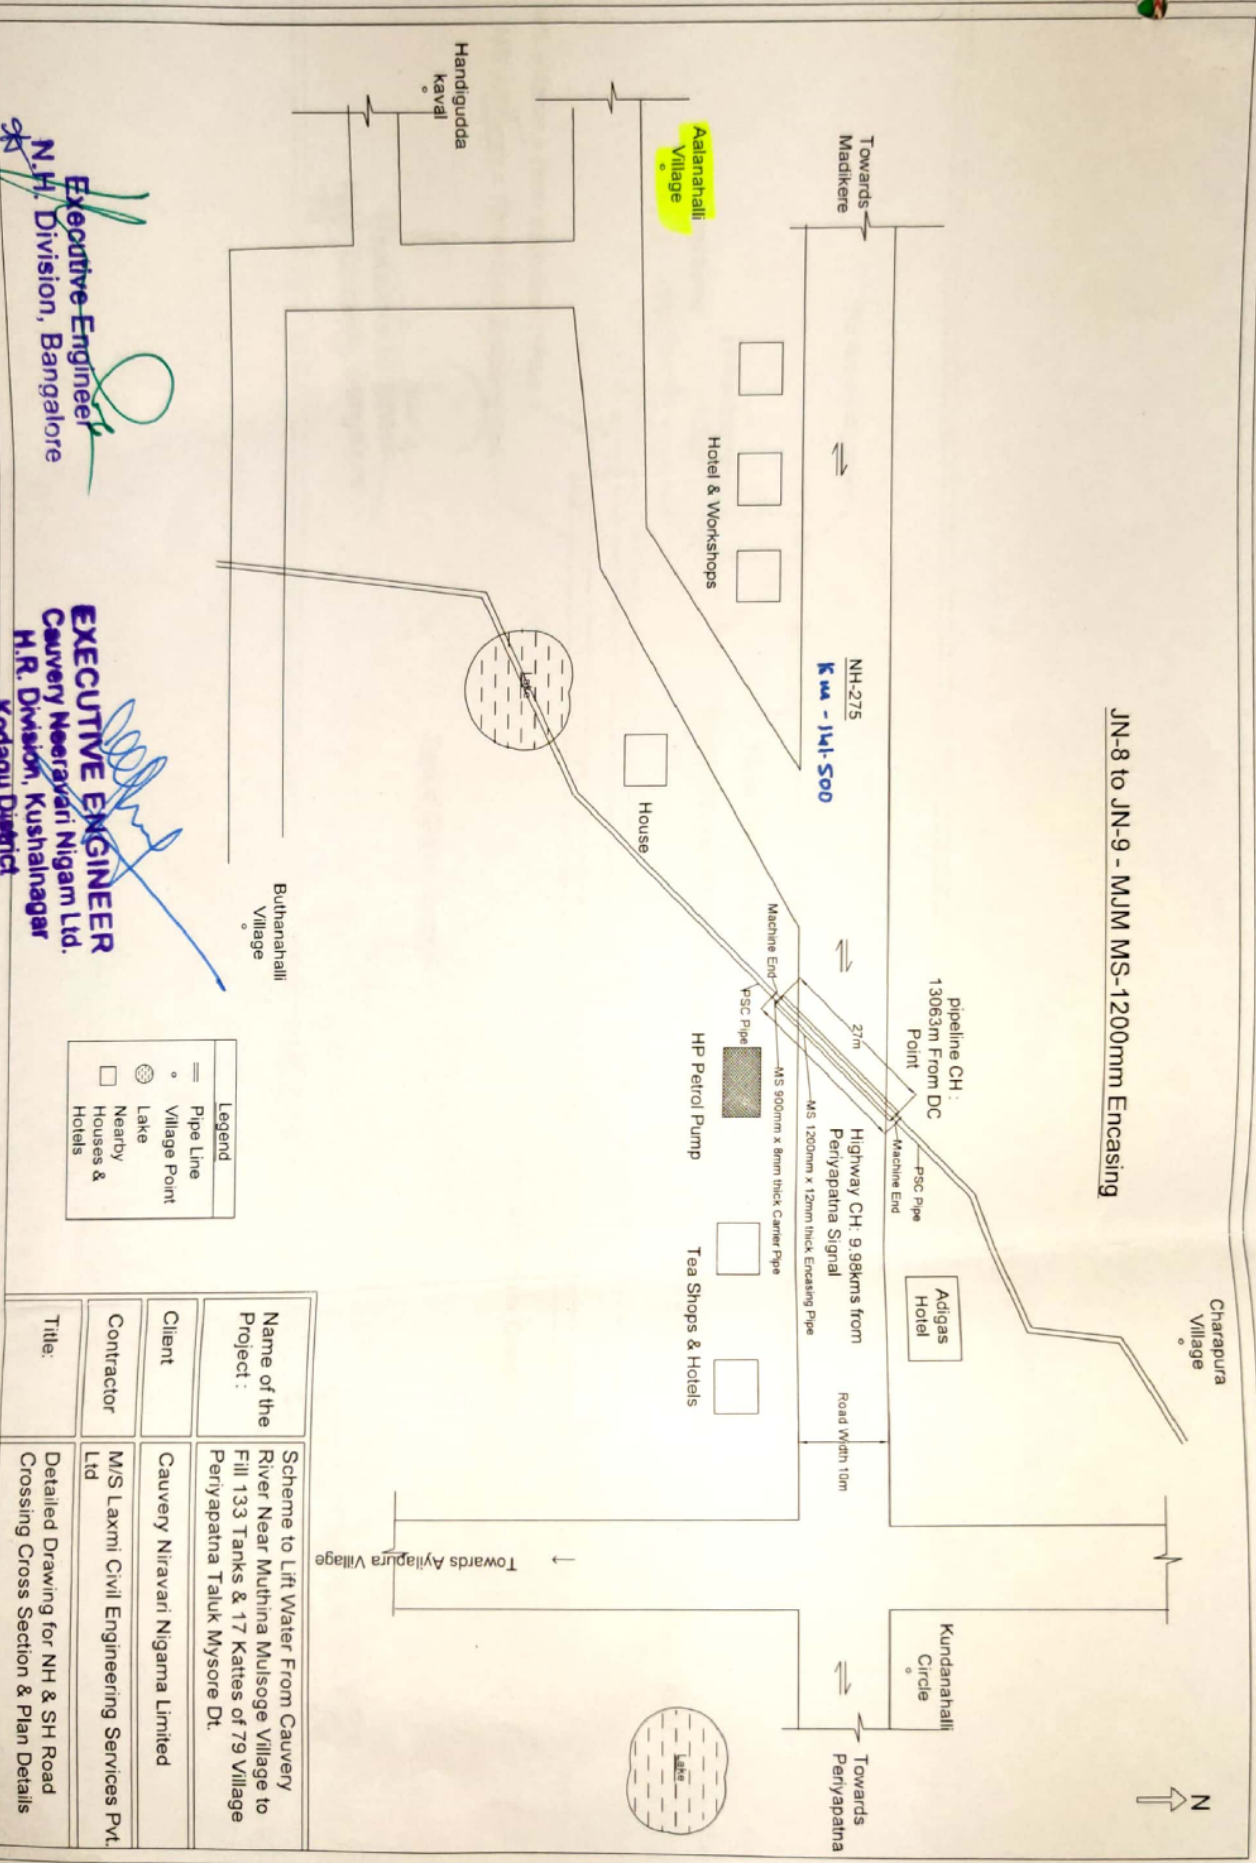 JN-8 to JN-9 - MJM MS-1200mm Encasing
N
Charapura
Village
pipeline CH :
13063m From DC
Point
PSC Pipe
Machine End
Adigas
Hotel
Kundanahalli
Circle
Towards
Madikere
NH-275
KM - 141-500
27m
Highway CH: 9.98kms from
Periyapatna Signal
Road Width 10m
Towards
Periyapatna
MS 1200mm x 12mm thick Encasing Pipe
MS 900mm x 8mm thick Carrier Pipe
Machine End
PSC Pipe
Aalanahalli
Village
Hotel & Workshops
HP Petrol Pump
Tea Shops & Hotels
House
Lake
Lake
Handigudda
kaval
Towards Ayilapura Village
Buthanahalli
Village
Legend
Pipe Line
Village Point
Lake
Nearby
Houses &
Hotels
Name of the
Project :
Scheme to Lift Water From Cauvery
River Near Muthina Mulsoge Village to
Fill 133 Tanks & 17 Kattes of 79 Village
Periyapatna Taluk Mysore Dt.
Client
Cauvery Niravari Nigama Limited
Contractor
M/S Laxmi Civil Engineering Services Pvt.
Ltd
Title:
Detailed Drawing for NH & SH Road
Crossing Cross Section & Plan Details
Executive Engineer
N.H. Division, Bangalore
EXECUTIVE ENGINEER
Cauvery Neeravari Nigam Ltd.
H.R. Division, Kushalnagar
Kodagu District